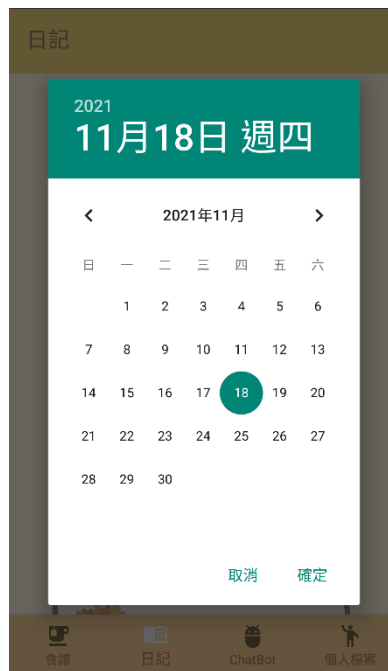 日記
2021
11月18日 週四
2021年11月
日 一 二 三 四 五 六
1 2 3 4 5 6
7 8 9 10 11 12 13
14 15 16 17 18 19 20
21 22 23 24 25 26 27
28 29 30
取消 確定
食譜 日記 ChatBot 個人檔案